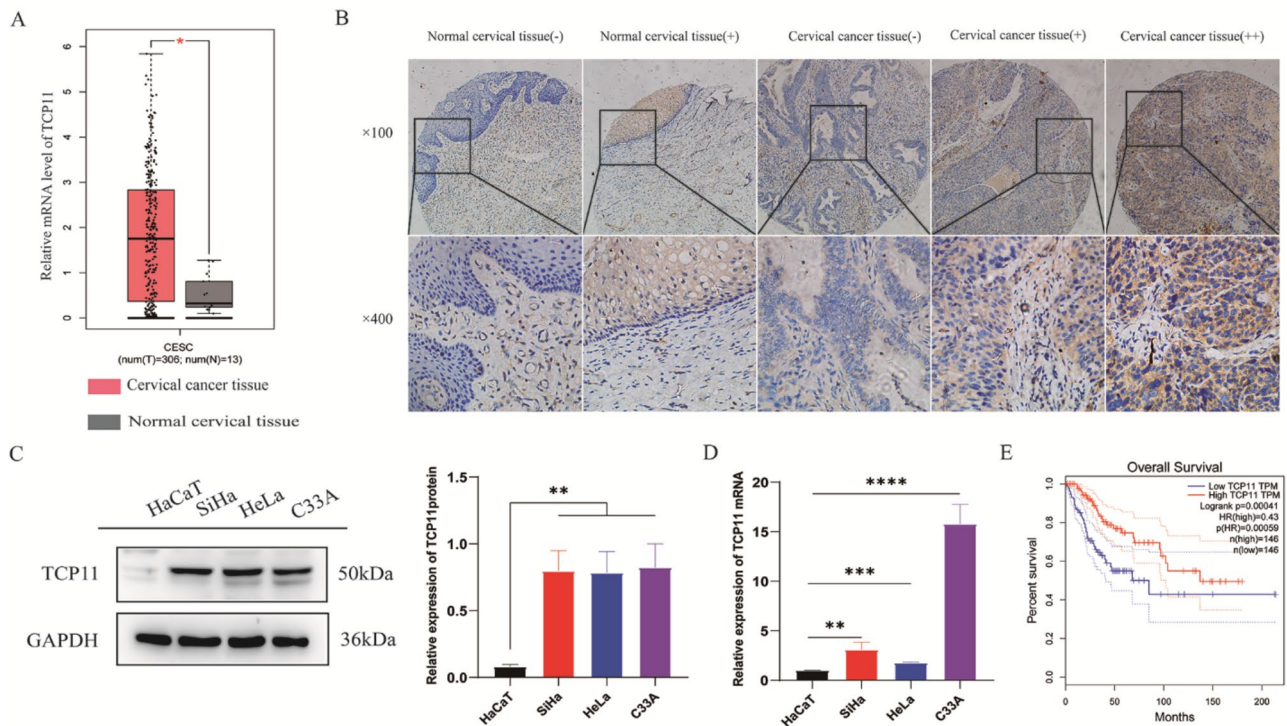 A
Relative mRNA level of TCP11
6
5
4
3
2
1
0
*
CESC
(num(T)=306; num(N)=13)
Cervical cancer tissue
Normal cervical tissue
B
Normal cervical tissue(-)
Normal cervical tissue(+)
Cervical cancer tissue(-)
Cervical cancer tissue(+)
Cervical cancer tissue(++)
×100
×400
C
HaCaT
SiHa
HeLa
C33A
TCP11
50kDa
GAPDH
36kDa
Relative expression of TCP11protein
1.5
1.0
0.5
0.0
**
HaCaT
SiHa
HeLa
C33A
D
Relative expression of TCP11 mRNA
20
15
10
5
0
****
***
**
HaCaT
SiHa
HeLa
C33A
E
Overall Survival
Low TCP11 TPM
High TCP11 TPM
Logrank p=0.00041
HR(high)=0.43
p(HR)=0.00059
n(high)=146
n(low)=146
Percent survival
1.0
0.8
0.6
0.4
0.2
0.0
0
50
100
150
200
Months